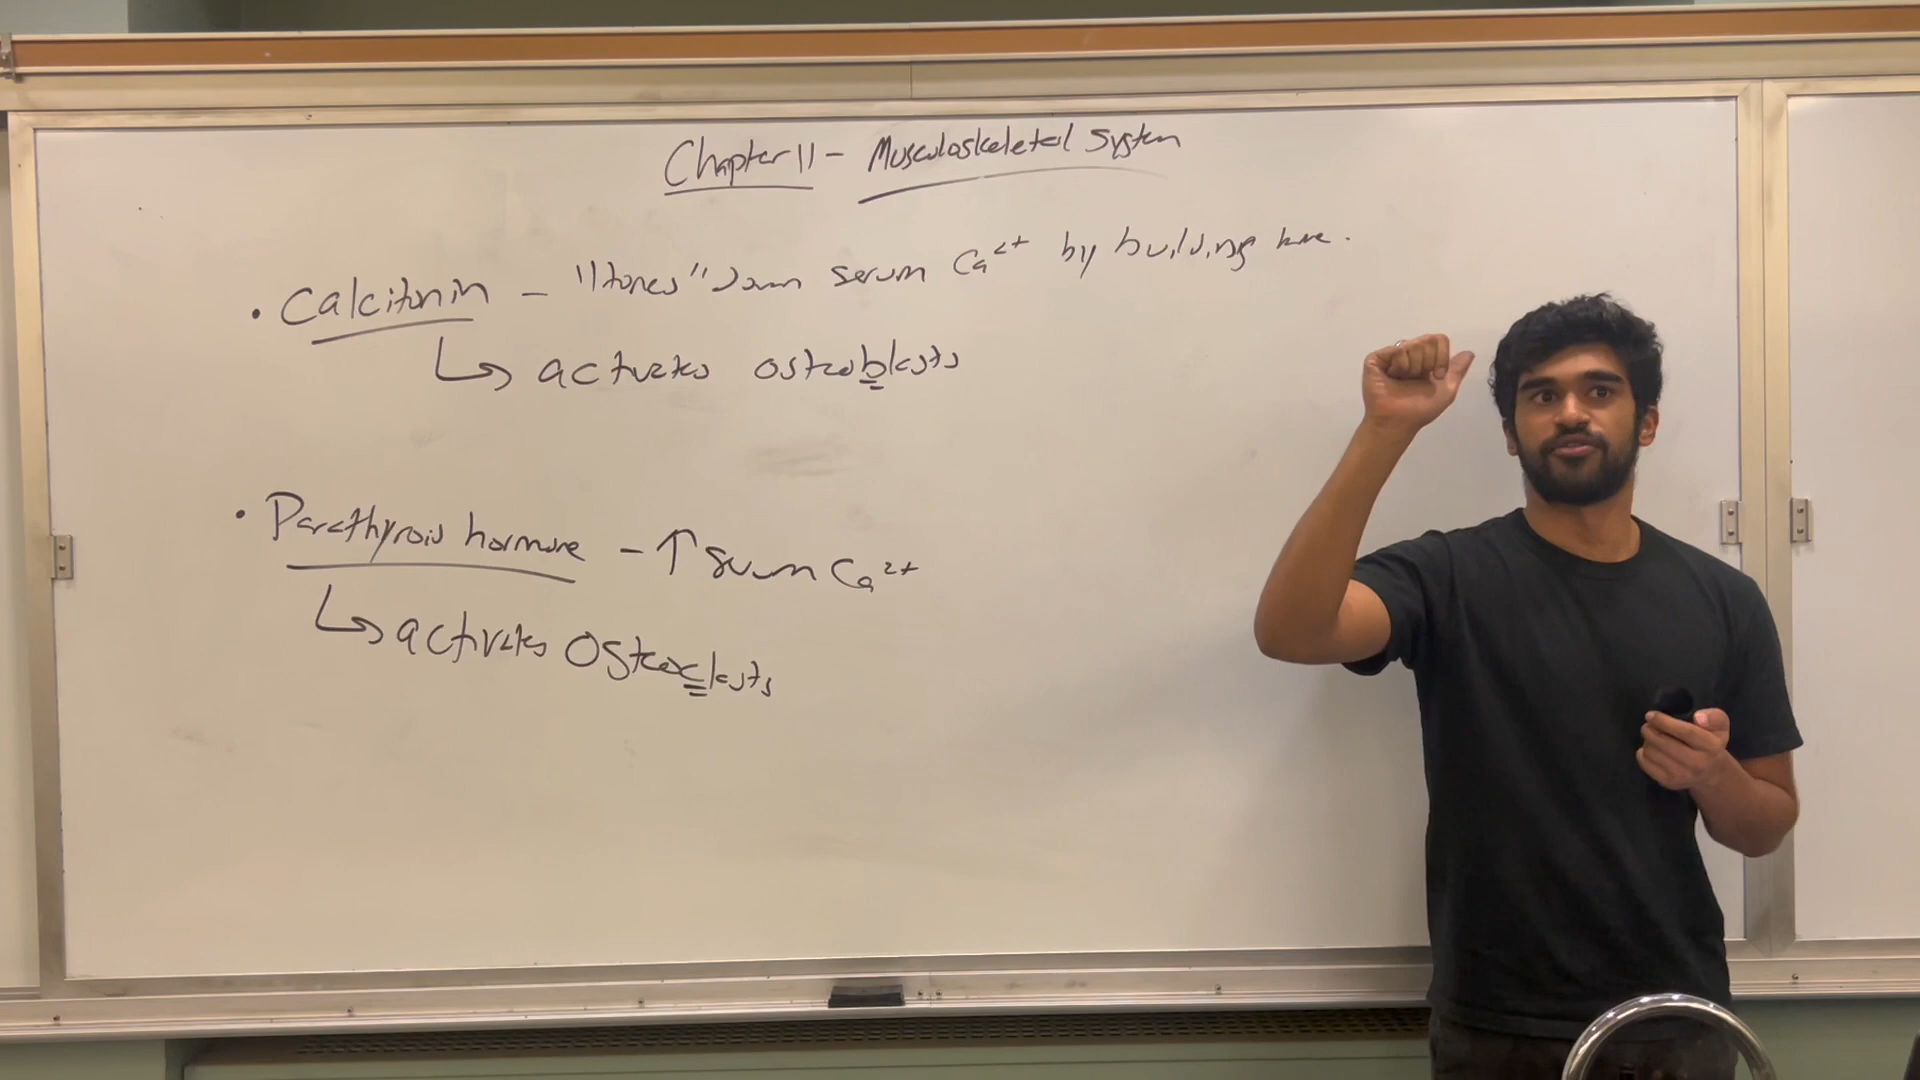 Chapter 11 - Musculoskeletal System
• Calcitonin - "tones" down serum Ca²⁺ by building bone.
↳ activates osteoblasts
• Parathyroid hormone - ↑ serum Ca²⁺
↳ activates Osteoclasts